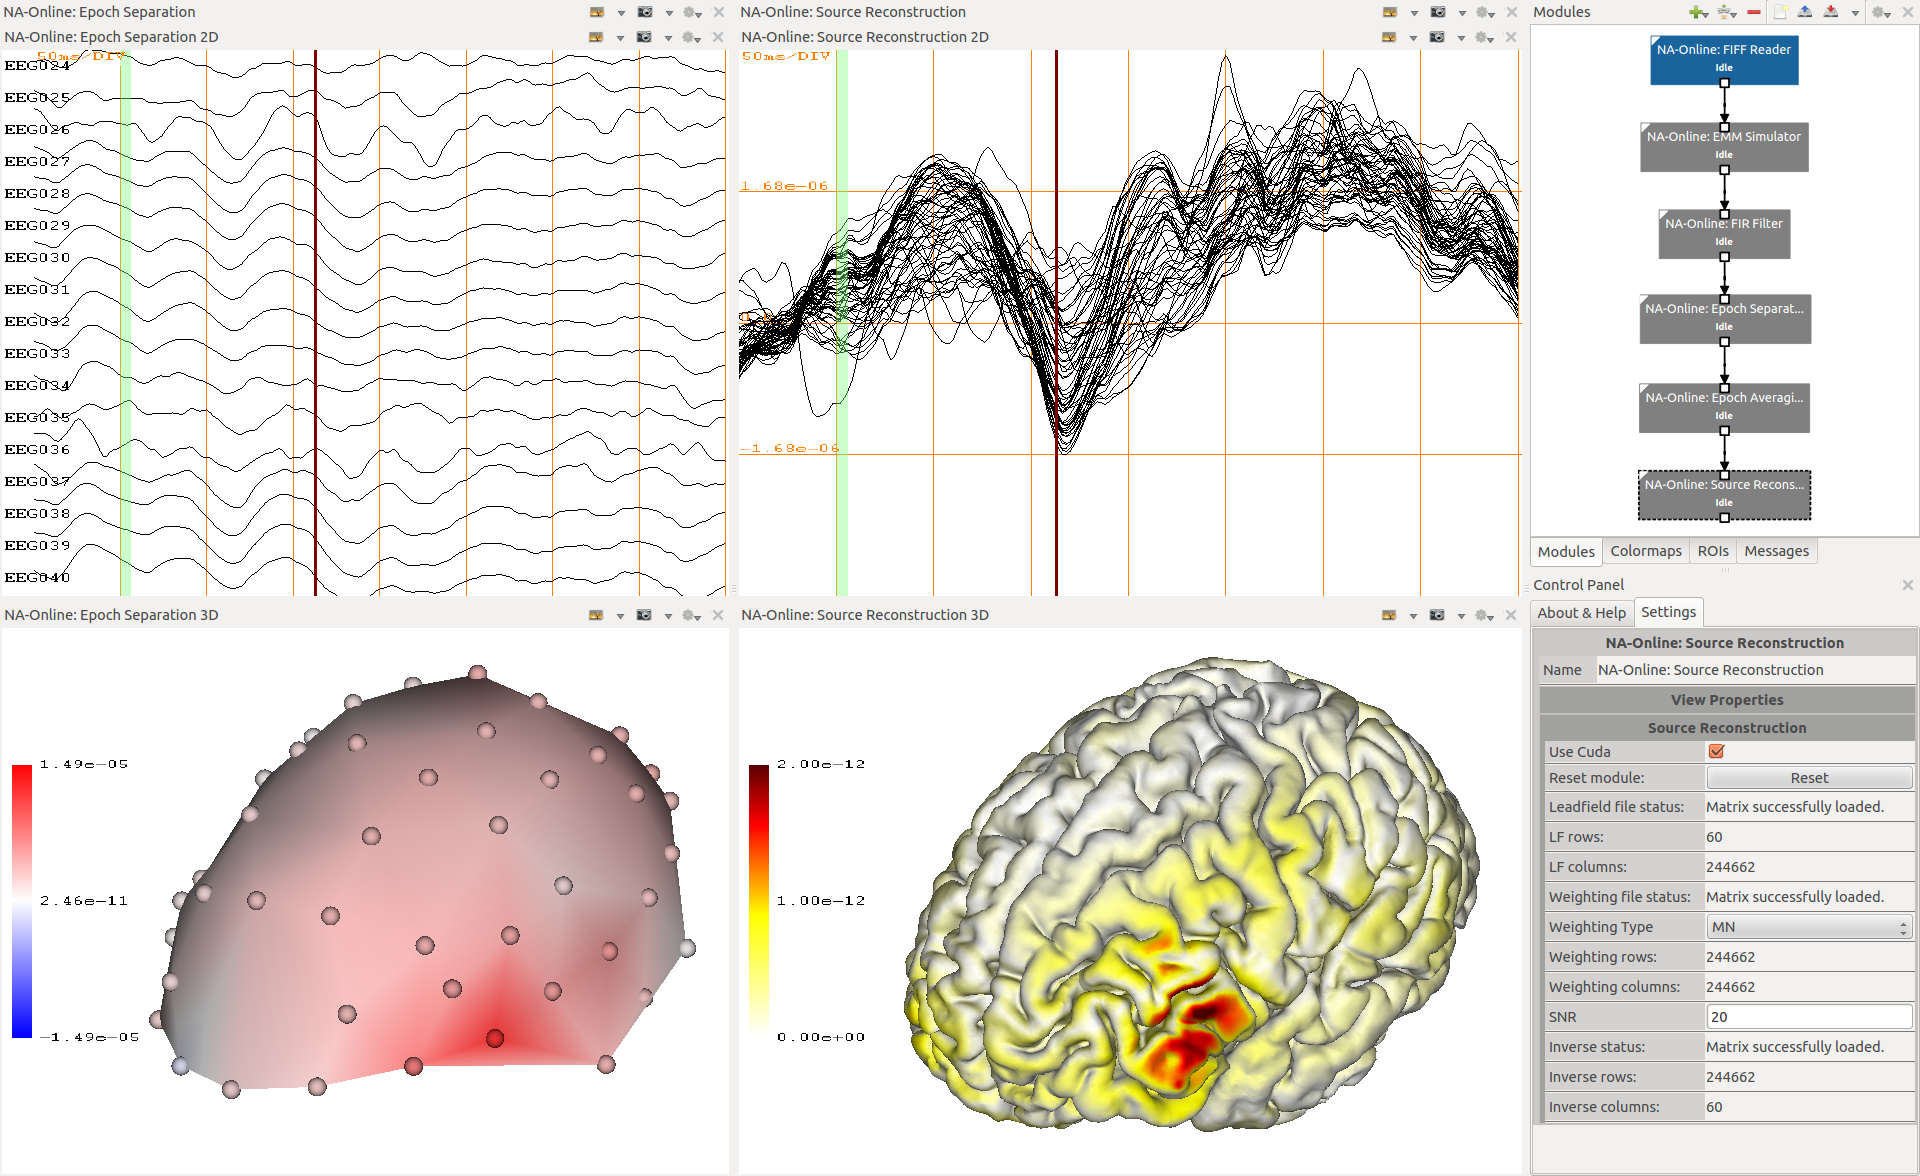 NA-Online: Epoch Separation
NA-Online: Epoch Separation 2D
50ms/DIV
EEG024
EEG025
EEG026
EEG027
EEG028
EEG029
EEG030
EEG031
EEG032
EEG033
EEG034
EEG035
EEG036
EEG037
EEG038
EEG039
EEG040
NA-Online: Source Reconstruction
NA-Online: Source Reconstruction 2D
50ms/DIV
1.68e-06
0.0
-1.68e-06
NA-Online: Epoch Separation 3D
1.49e-05
2.46e-11
-1.49e-05
NA-Online: Source Reconstruction 3D
2.00e-12
1.00e-12
0.00e+00
Modules
NA-Online: FIFF Reader
Idle
NA-Online: EMM Simulator
Idle
NA-Online: FIR Filter
Idle
NA-Online: Epoch Separat...
Idle
NA-Online: Epoch Averagi...
Idle
NA-Online: Source Recons...
Idle
Modules Colormaps ROIs Messages
Control Panel
About & Help Settings
NA-Online: Source Reconstruction
Name NA-Online: Source Reconstruction
View Properties
Source Reconstruction
Use Cuda
Reset module: Reset
Leadfield file status: Matrix successfully loaded.
LF rows: 60
LF columns: 244662
Weighting file status: Matrix successfully loaded.
Weighting Type MN
Weighting rows: 244662
Weighting columns: 244662
SNR 20
Inverse status: Matrix successfully loaded.
Inverse rows: 244662
Inverse columns: 60